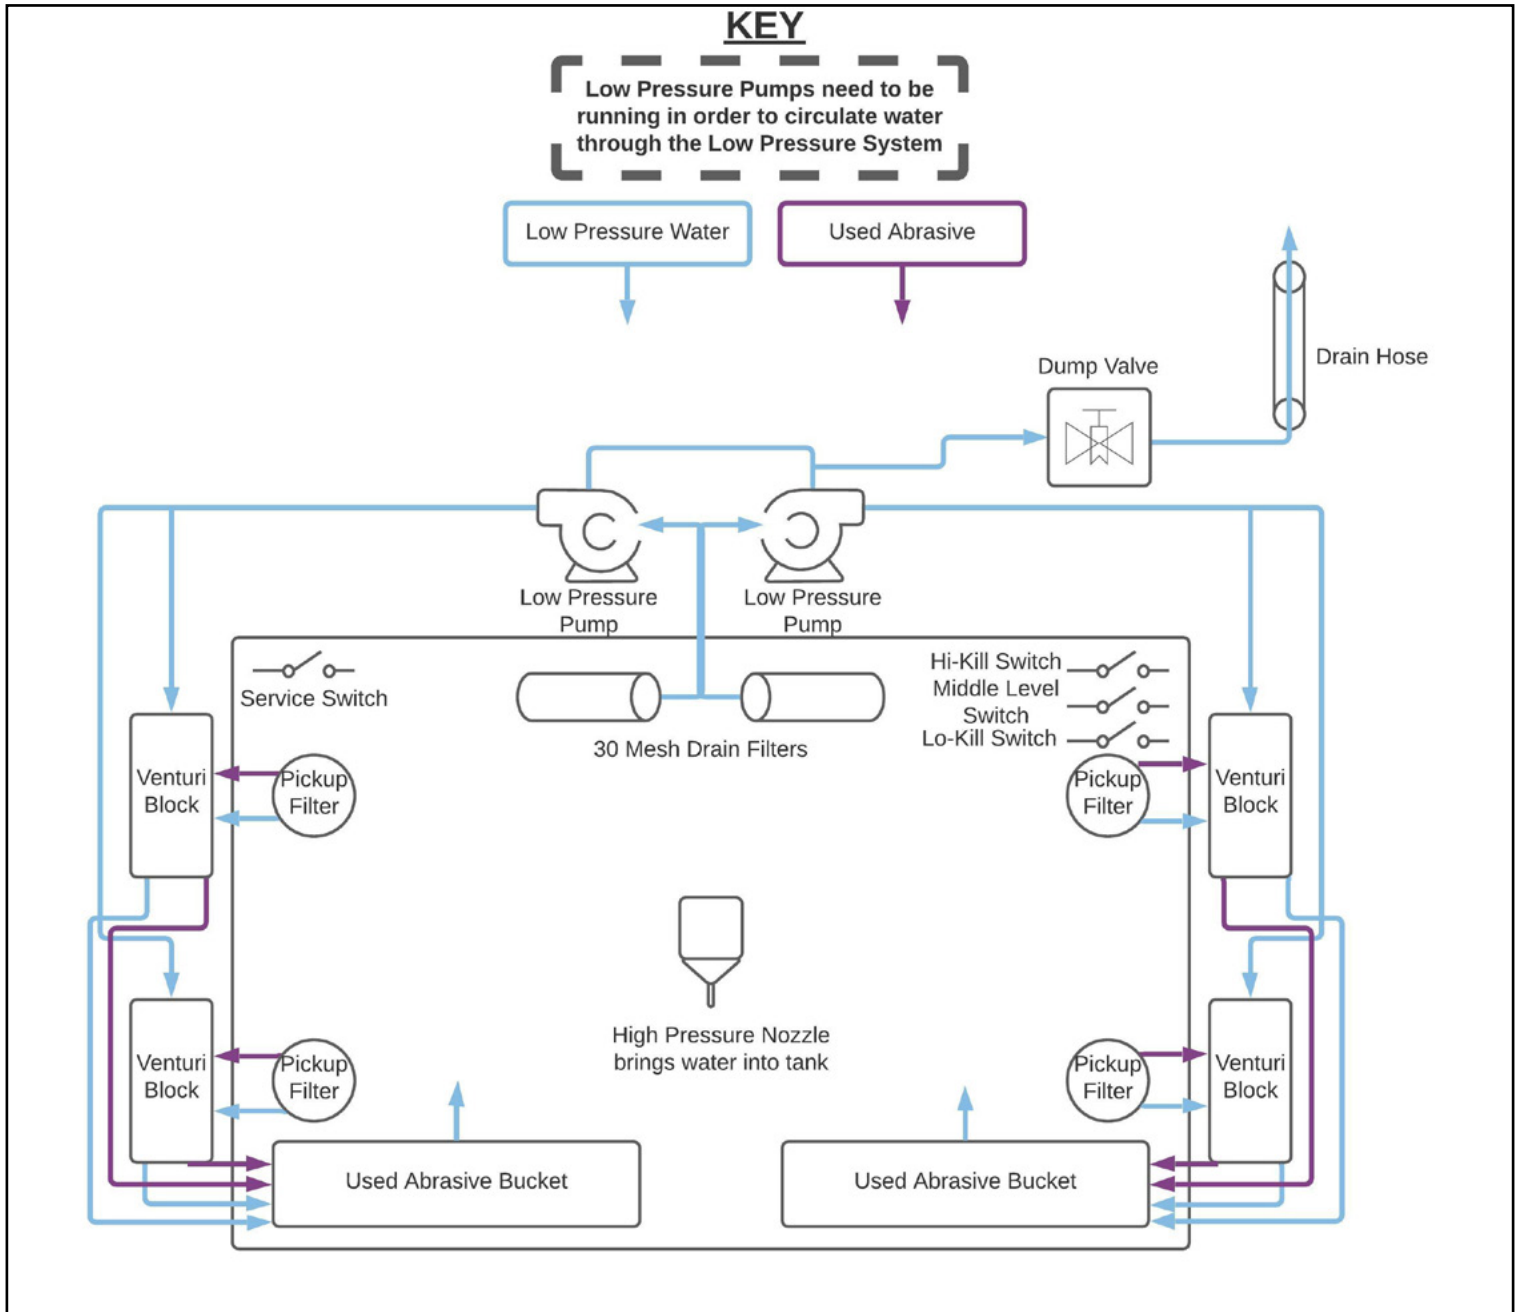 KEY
Low Pressure Pumps need to be
running in order to circulate water
through the Low Pressure System
Low Pressure Water
Used Abrasive
Drain Hose
Dump Valve
Low Pressure
Pump
Low Pressure
Pump
Service Switch
Hi-Kill Switch
Middle Level
Switch
Lo-Kill Switch
30 Mesh Drain Filters
Venturi
Block
Pickup
Filter
Pickup
Filter
Venturi
Block
High Pressure Nozzle
brings water into tank
Venturi
Block
Pickup
Filter
Pickup
Filter
Venturi
Block
Used Abrasive Bucket
Used Abrasive Bucket